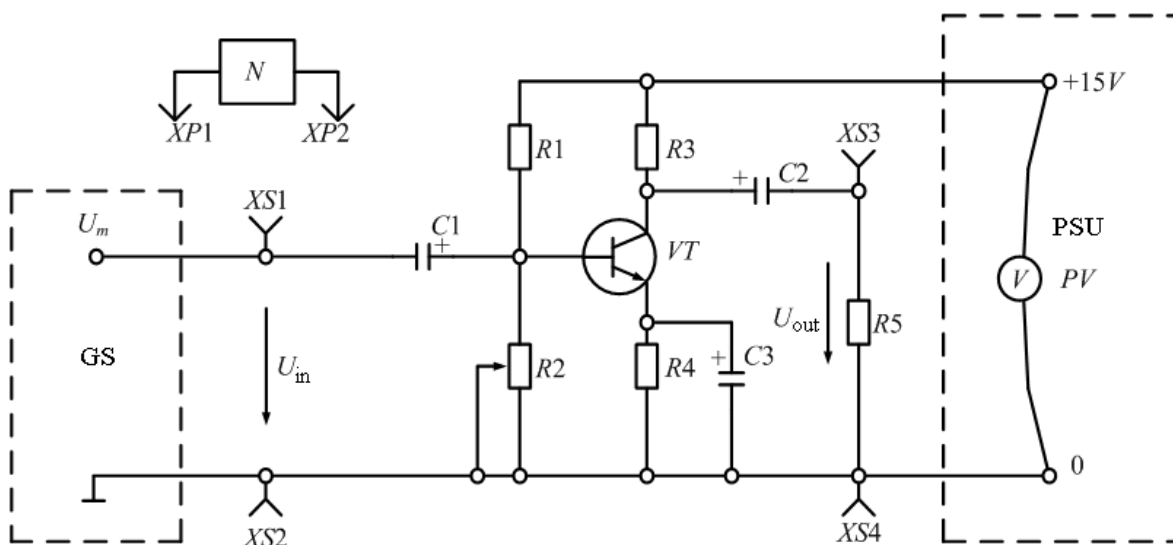 N
XP1
XP2
+15V
R1
R3
XS3
C2
+
XS1
U_m
C1
+
VT
PSU
V
PV
GS
U_in
R2
R4
+
C3
U_out
R5
0
XS2
XS4